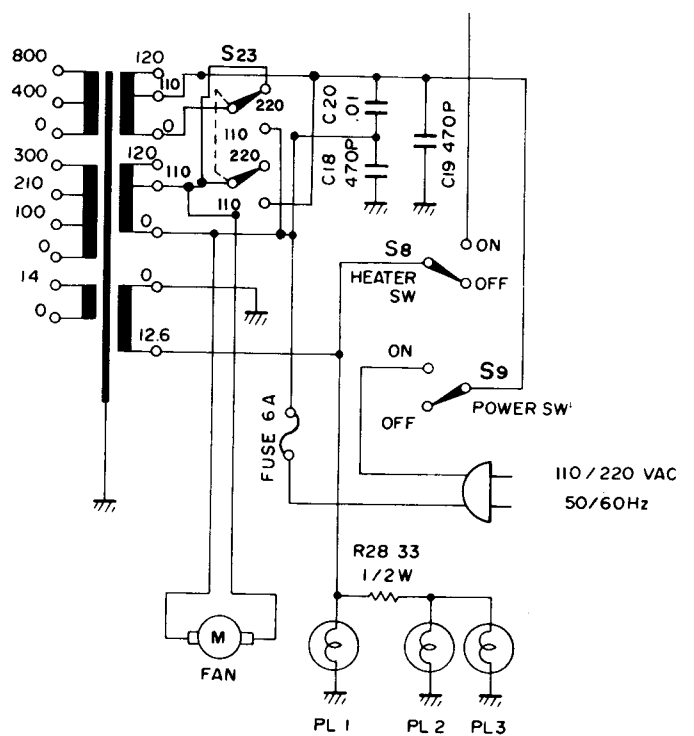 800
400
0
120
110
0
S23
220
110
220
110
C20
.01
C18
470P
C19 470P
300
210
100
0
120
110
0
14
0
0
12.6
S8
HEATER
SW
ON
OFF
ON
OFF
S9
POWER SW
FUSE 6A
110/220 VAC
50/60Hz
R28 33
1/2W
M
FAN
PL 1
PL 2
PL 3